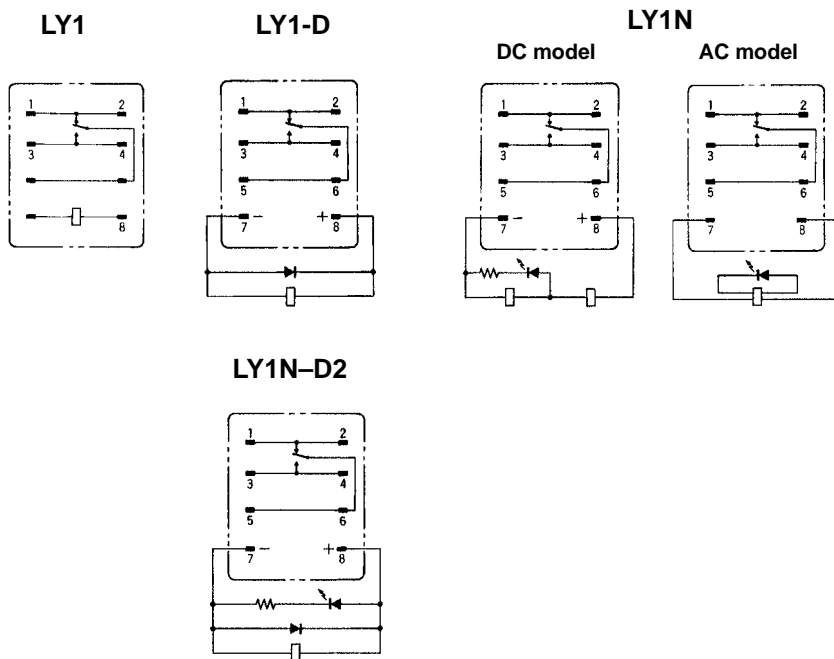 LY1 LY1-D LY1N
DC model AC model
1 2 1 2 1 2 1 2
3 4 3 4 3 4 3 4
5 6 5 6 5 6
8 7 − + 8 7 − + 8 7 8
LY1N–D2
1 2
3 4
5 6
7 − + 8